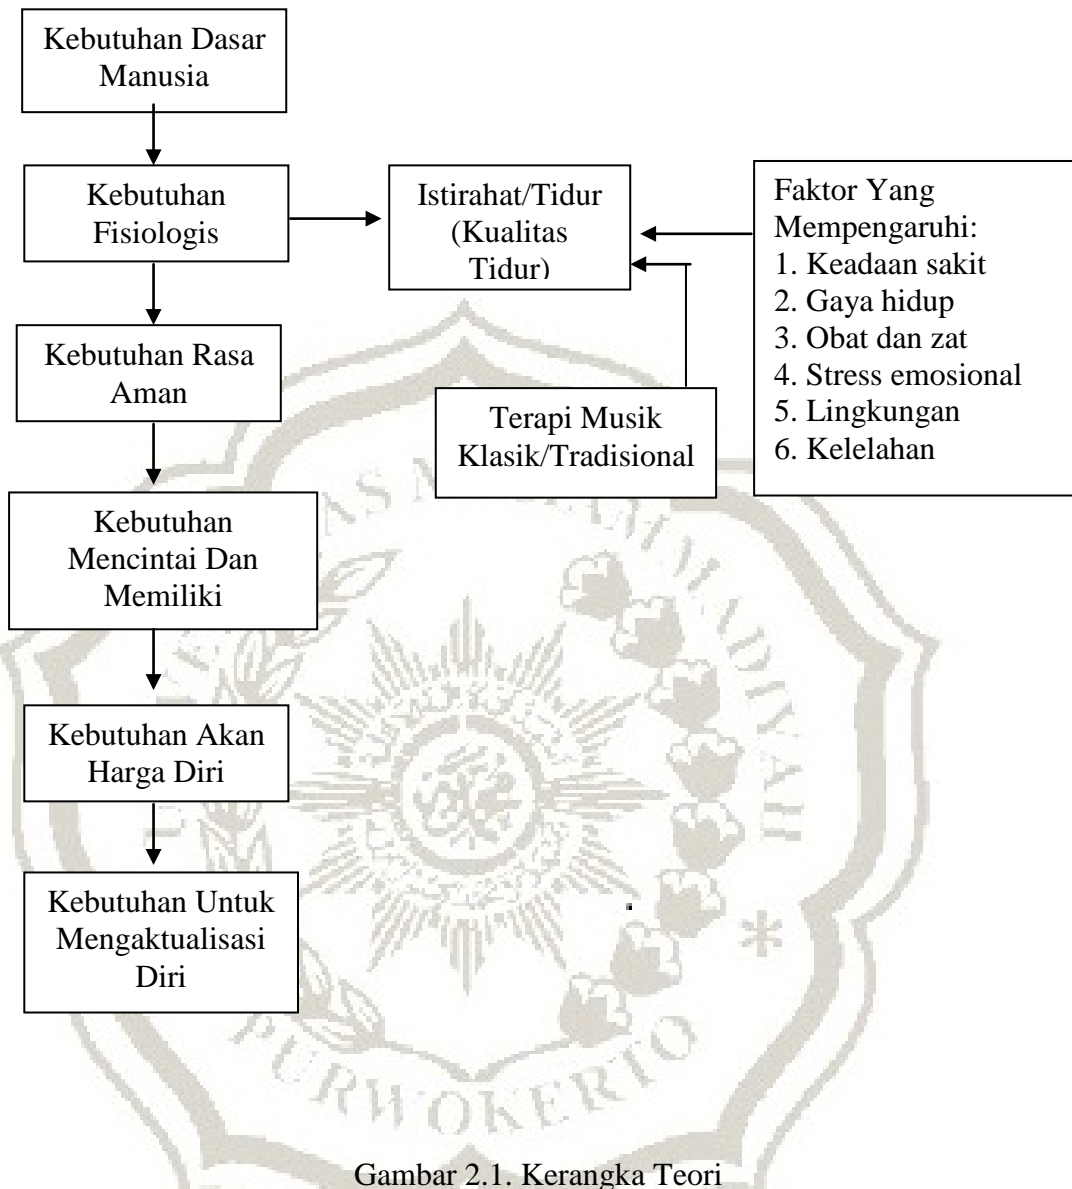 Kebutuhan Dasar
Manusia
Kebutuhan
Fisiologis
Istirahat/Tidur
(Kualitas
Tidur)
Faktor Yang
Mempengaruhi:
1. Keadaan sakit
2. Gaya hidup
3. Obat dan zat
4. Stress emosional
5. Lingkungan
6. Kelelahan
Kebutuhan Rasa
Aman
Terapi Musik
Klasik/Tradisional
Kebutuhan
Mencintai Dan
Memiliki
Kebutuhan Akan
Harga Diri
Kebutuhan Untuk
Mengaktualisasi
Diri
PURWOKERTO
Gambar 2.1. Kerangka Teori